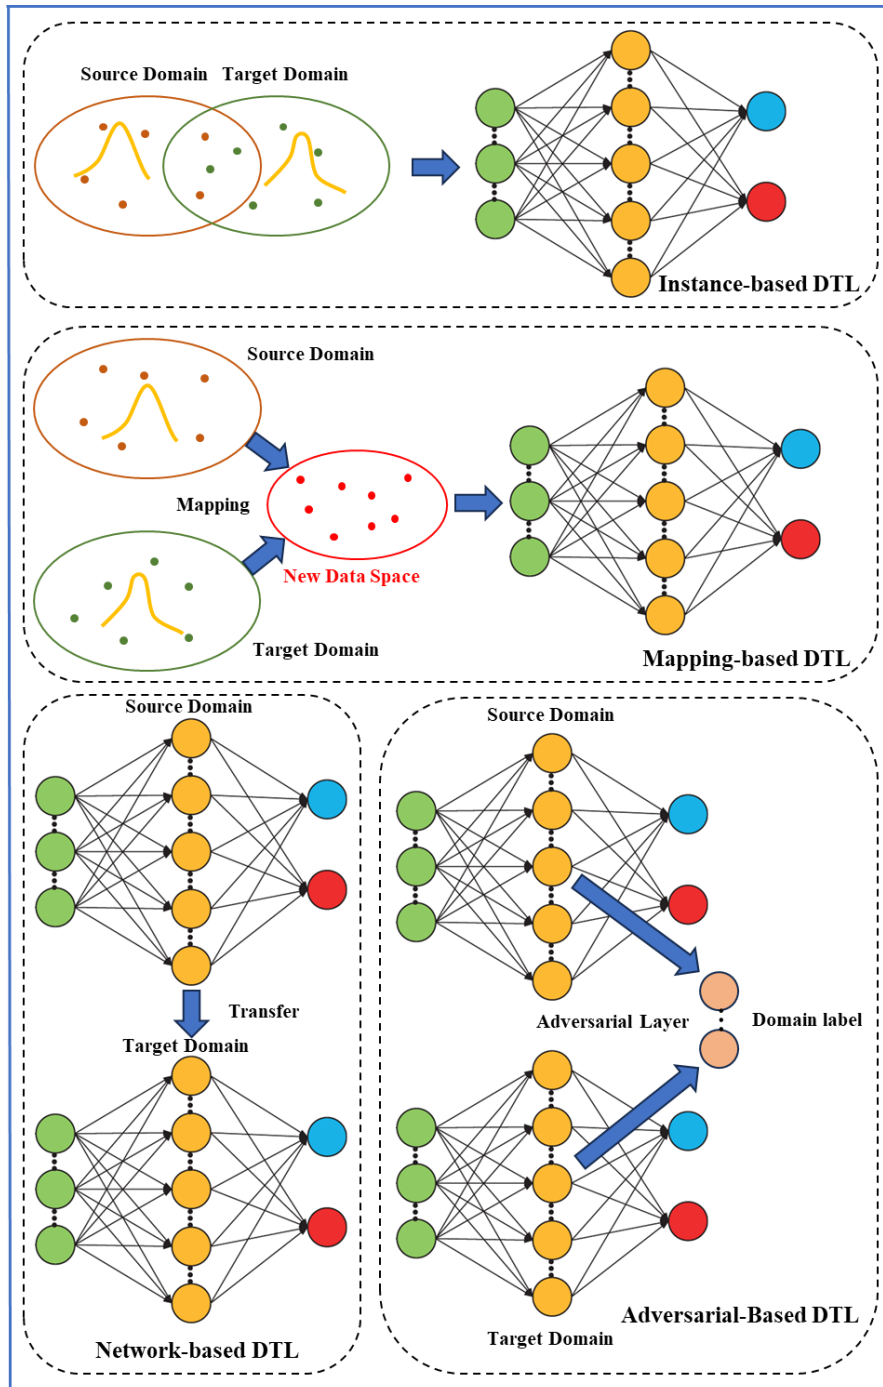 Source Domain
Target Domain
Instance-based DTL
Source Domain
Mapping
New Data Space
Target Domain
Mapping-based DTL
Source Domain
Transfer
Target Domain
Network-based DTL
Source Domain
Adversarial Layer
Domain label
Target Domain
Adversarial-Based DTL